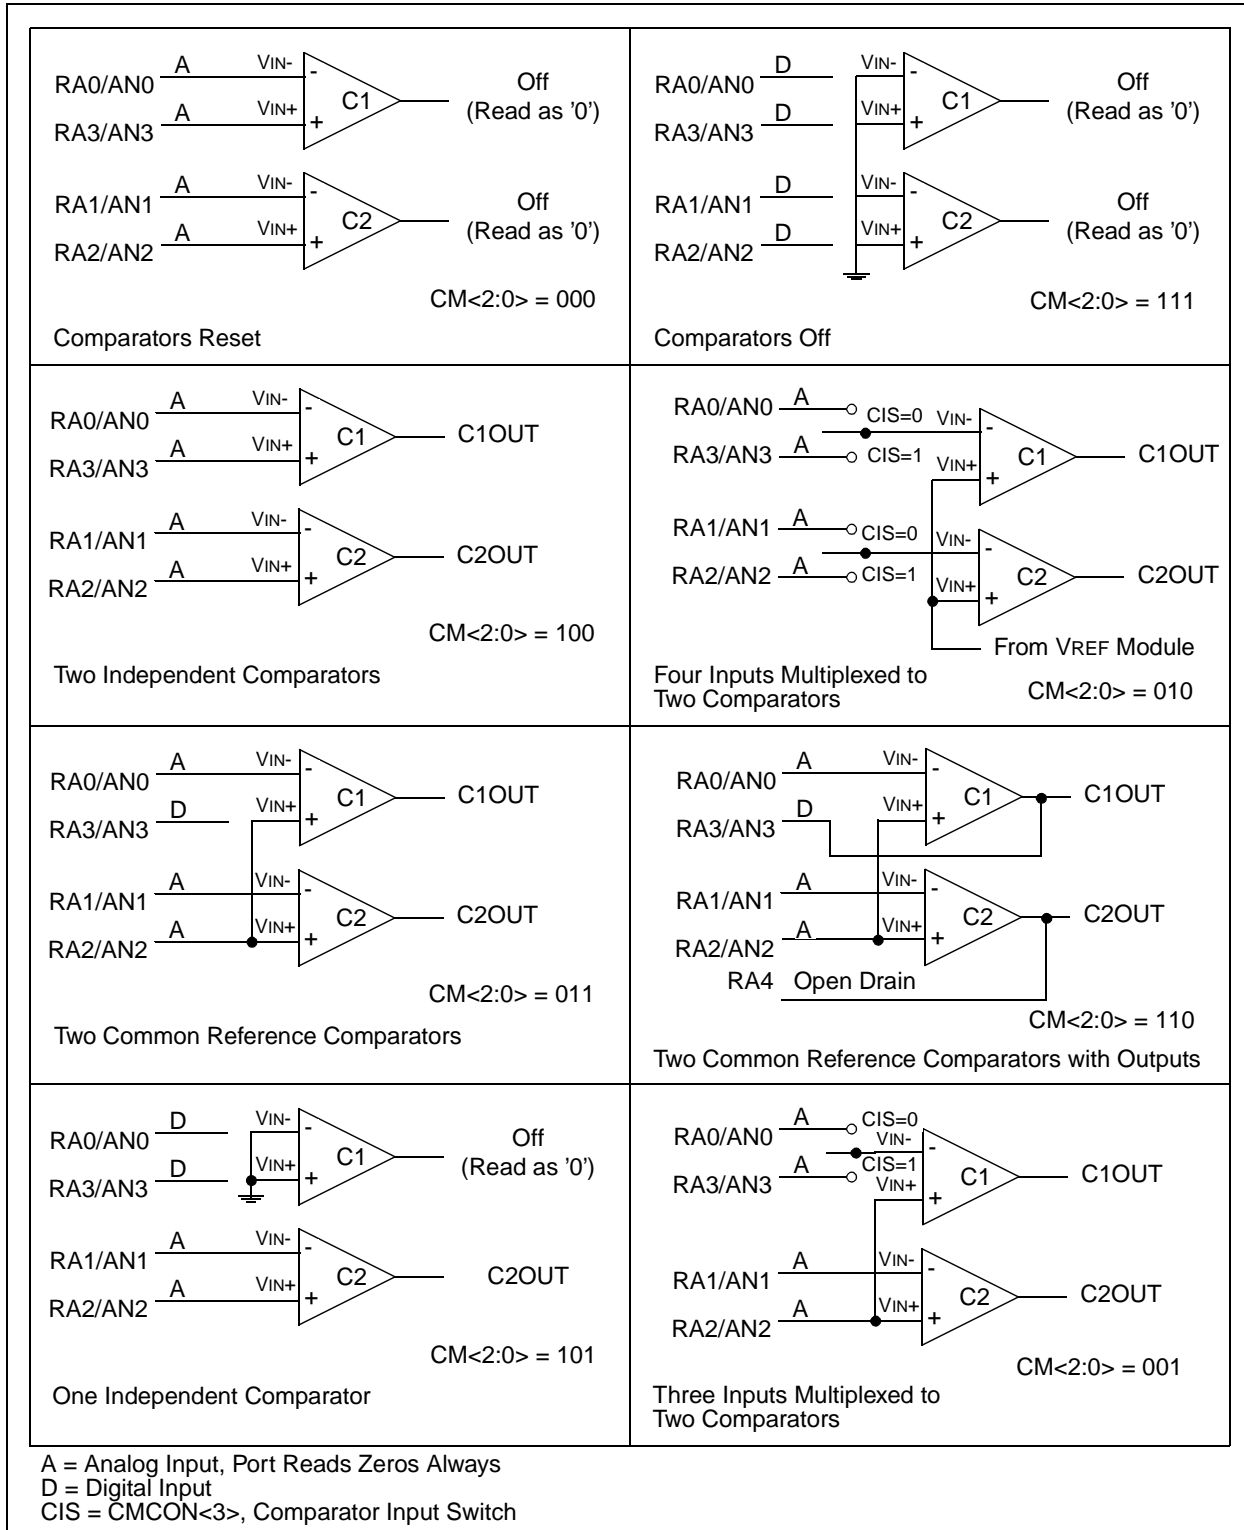 RA0/AN0 A VIN- - C1 Off
RA3/AN3 A VIN+ + (Read as '0')
RA1/AN1 A VIN- - C2 Off
RA2/AN2 A VIN+ + (Read as '0')
CM<2:0> = 000
Comparators Reset
RA0/AN0 D VIN- - C1 Off
RA3/AN3 D VIN+ + (Read as '0')
RA1/AN1 D VIN- - C2 Off
RA2/AN2 D VIN+ + (Read as '0')
CM<2:0> = 111
Comparators Off
RA0/AN0 A VIN- - C1 C1OUT
RA3/AN3 A VIN+ +
RA1/AN1 A VIN- - C2 C2OUT
RA2/AN2 A VIN+ +
CM<2:0> = 100
Two Independent Comparators
RA0/AN0 A CIS=0 VIN- - C1 C1OUT
RA3/AN3 A CIS=1 VIN+ +
RA1/AN1 A CIS=0 VIN- - C2 C2OUT
RA2/AN2 A CIS=1 VIN+ +
From VREF Module
Four Inputs Multiplexed to
Two Comparators
CM<2:0> = 010
RA0/AN0 A VIN- - C1 C1OUT
RA3/AN3 D VIN+ +
RA1/AN1 A VIN- - C2 C2OUT
RA2/AN2 A VIN+ +
CM<2:0> = 011
Two Common Reference Comparators
RA0/AN0 A VIN- - C1 C1OUT
RA3/AN3 D VIN+ +
RA1/AN1 A VIN- - C2 C2OUT
RA2/AN2 A VIN+ +
RA4 Open Drain
CM<2:0> = 110
Two Common Reference Comparators with Outputs
RA0/AN0 D VIN- - C1 Off
RA3/AN3 D VIN+ + (Read as '0')
RA1/AN1 A VIN- - C2 C2OUT
RA2/AN2 A VIN+ +
CM<2:0> = 101
One Independent Comparator
RA0/AN0 A CIS=0 VIN- - C1 C1OUT
RA3/AN3 A CIS=1 VIN+ +
RA1/AN1 A VIN- - C2 C2OUT
RA2/AN2 A VIN+ +
CM<2:0> = 001
Three Inputs Multiplexed to
Two Comparators
A = Analog Input, Port Reads Zeros Always
D = Digital Input
CIS = CMCON<3>, Comparator Input Switch